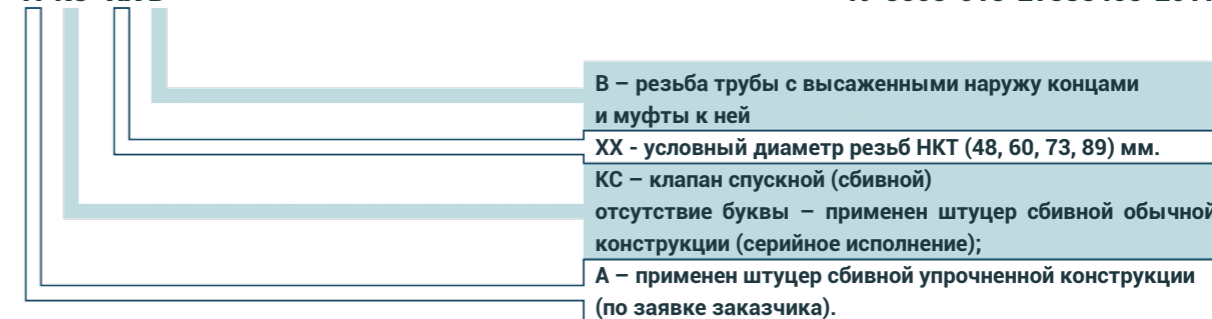 В – резьба трубы с высаженными наружу концами
и муфты к ней
ХХ - условный диаметр резьб НКТ (48, 60, 73, 89) мм.
КС – клапан спускной (сбивной)
отсутствие буквы – применен штуцер сбивной обычной
конструкции (серийное исполнение);
А – применен штуцер сбивной упрочненной конструкции
(по заявке заказчика).